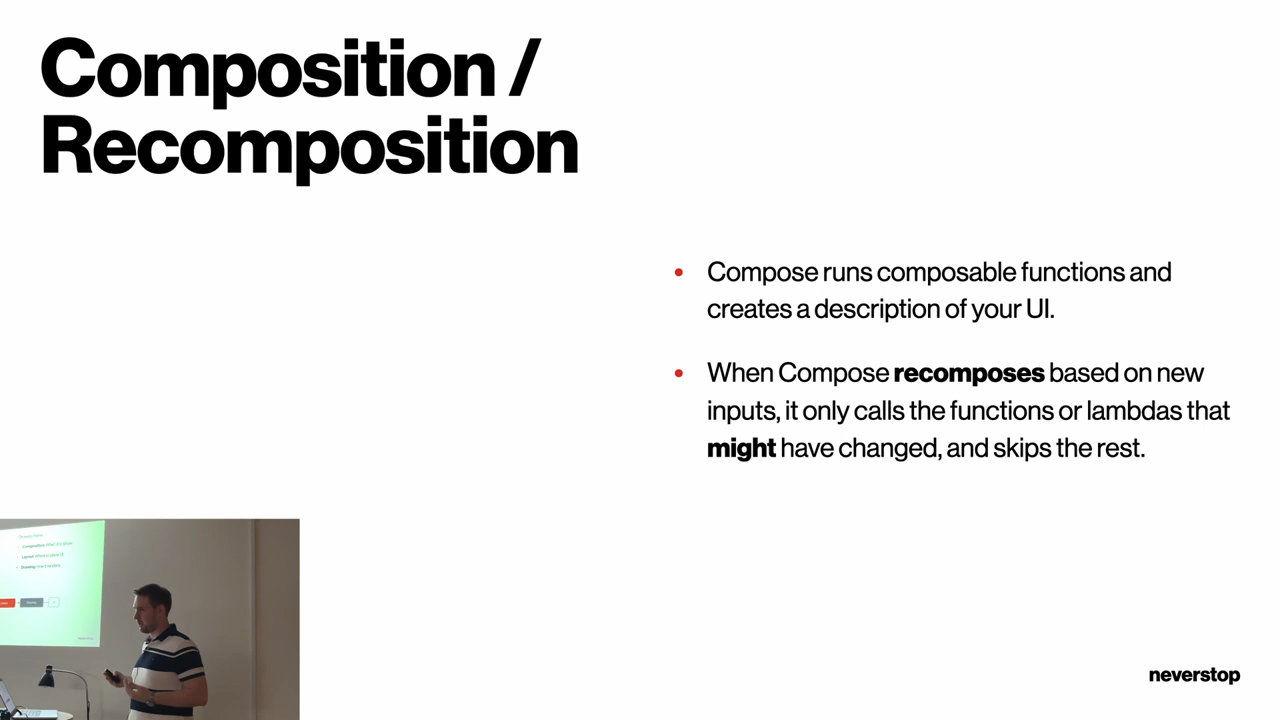 Composition /
Recomposition
• Compose runs composable functions and
creates a description of your UI.
• When Compose recomposes based on new
inputs, it only calls the functions or lambdas that
might have changed, and skips the rest.
neverstop